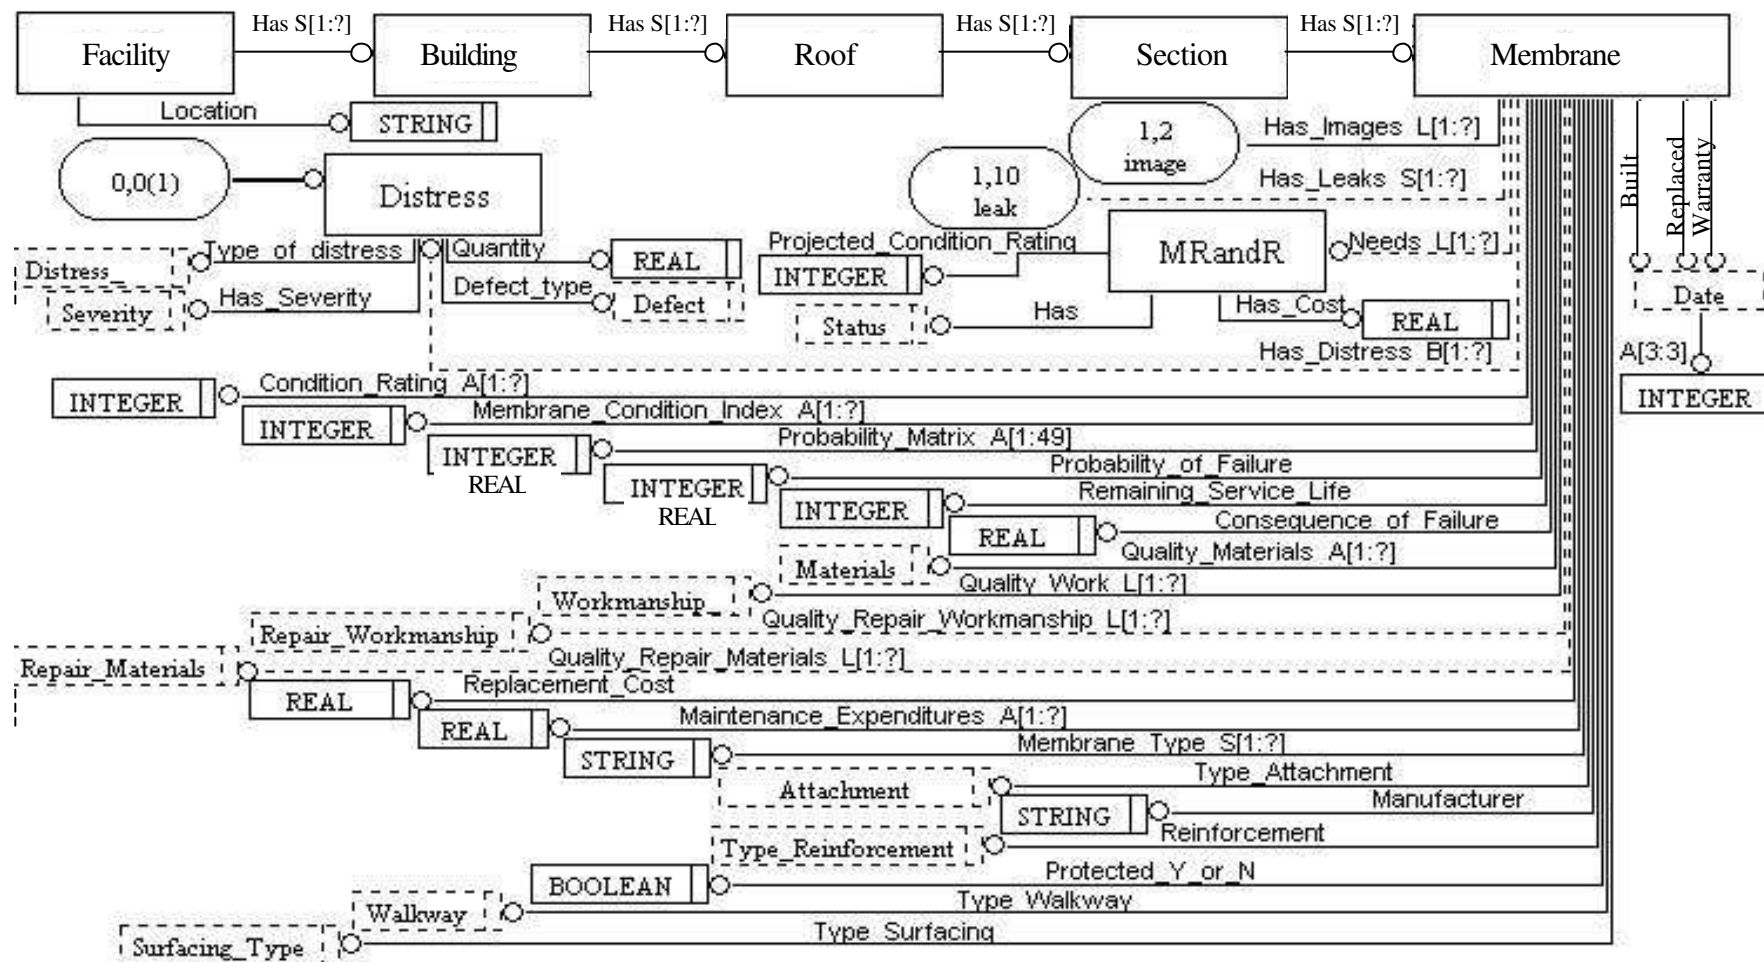 Has S[1:?]
Has S[1:?]
Has S[1:?]
Has S[1:?]
Facility
Building
Roof
Section
Membrane
Location
STRING
1,2
image
Has_Images L[1:?]
0,0(1)
Distress
1,10
leak
Has_Leaks S[1:?]
Built
Replaced
Warranty
Type_of_distress
Quantity
REAL
Projected_Condition_Rating
MRandR
Needs_L[1:?]
Distress_
INTEGER
Defect_type
Has_Severity
Severity
Defect
Has
Has_Cost
Status
REAL
Date
Has_Distress B[1:?]
A[3:3]
INTEGER
Condition_Rating A[1:?]
INTEGER
Membrane_Condition_Index A[1:?]
INTEGER
Probability_Matrix A[1:49]
INTEGER
REAL
Probability_of_Failure
INTEGER
REAL
Remaining_Service_Life
INTEGER
Consequence_of_Failure
REAL
Quality_Materials A[1:?]
Materials
Quality_Work L[1:?]
Workmanship_
Quality_Repair_Workmanship L[1:?]
Repair_Workmanship
Quality_Repair_Materials L[1:?]
Repair_Materials
Replacement_Cost
REAL
Maintenance_Expenditures A[1:?]
REAL
Membrane_Type S[1:?]
STRING
Type_Attachment
Attachment
Manufacturer
STRING
Reinforcement
Type_Reinforcement
Protected_Y_or_N
BOOLEAN
Type_Walkway
Walkway
Type_Surfacing
Surfacing_Type